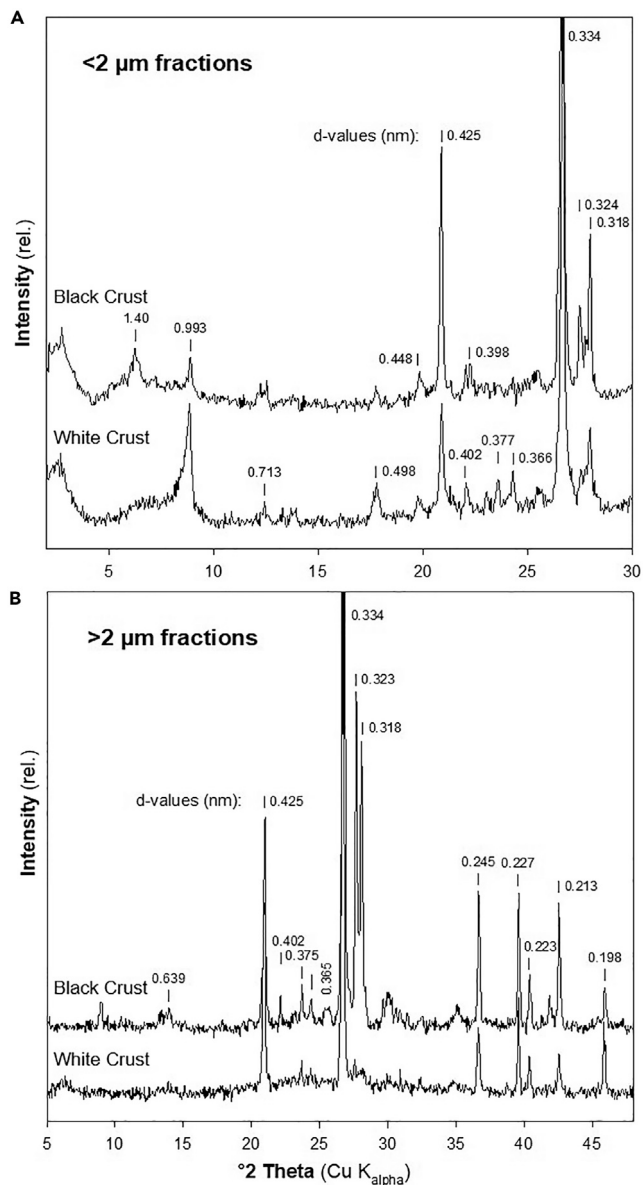 A
<2 µm fractions
0.334
d-values (nm):
0.425
0.324
0.318
Intensity (rel.)
Black Crust
1.40
0.993
0.448
0.398
White Crust
0.713
0.498
0.402
0.377
0.366
5 10 15 20 25 30
B
>2 µm fractions
0.334
0.323
0.318
d-values (nm):
0.425
Intensity (rel.)
0.245
0.227
0.213
0.223
0.198
0.402
0.375
0.365
Black Crust
0.639
White Crust
5 10 15 20 25 30 35 40 45
°2 Theta (Cu Kalpha)